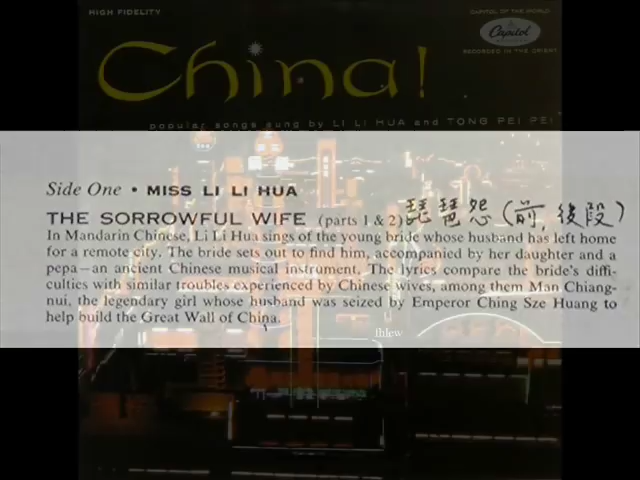 HIGH FIDELITY
CAPITOL OF THE WORLD
Capitol
RECORDED IN THE ORIENT
China!
popular songs sung by LI LI HUA and TONG PEI PEI
Side One • MISS LI LI HUA
THE SORROWFUL WIFE (parts 1 & 2) 琵琶怨(前,後段)
In Mandarin Chinese, Li Li Hua sings of the young bride whose husband has left home
for a remote city. The bride sets out to find him, accompanied by her daughter and a
pepa—an ancient Chinese musical instrument. The lyrics compare the bride's diffi-
culties with similar troubles experienced by Chinese wives, among them Man Chiang-
nui, the legendary girl whose husband was seized by Emperor Ching Sze Huang to
help build the Great Wall of China.
lhlew